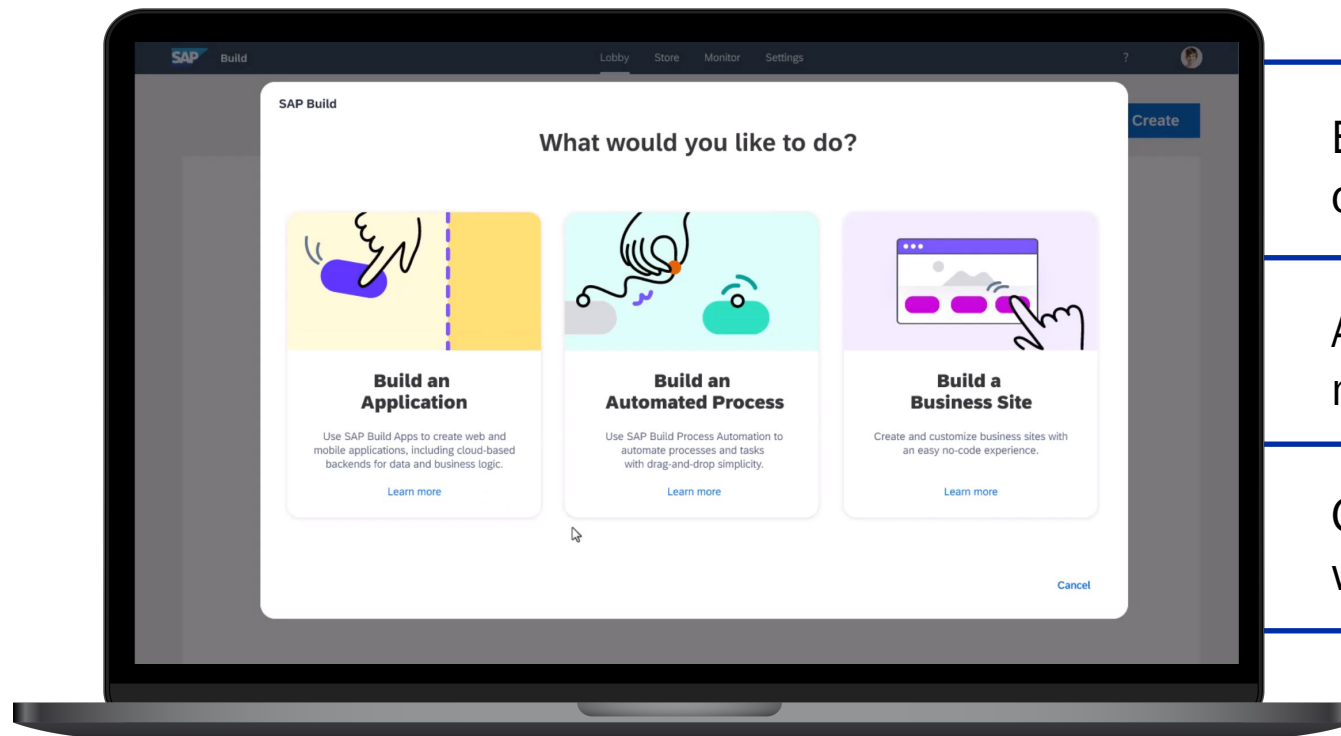 SAP Build Lobby Store Monitor Settings ?
Create
SAP Build
What would you like to do?
Build an
Application
Use SAP Build Apps to create web and
mobile applications, including cloud-based
backends for data and business logic.
Learn more
Build an
Automated Process
Use SAP Build Process Automation to
automate processes and tasks
with drag-and-drop simplicity.
Learn more
Build a
Business Site
Create and customize business sites with
an easy no-code experience.
Learn more
Cancel